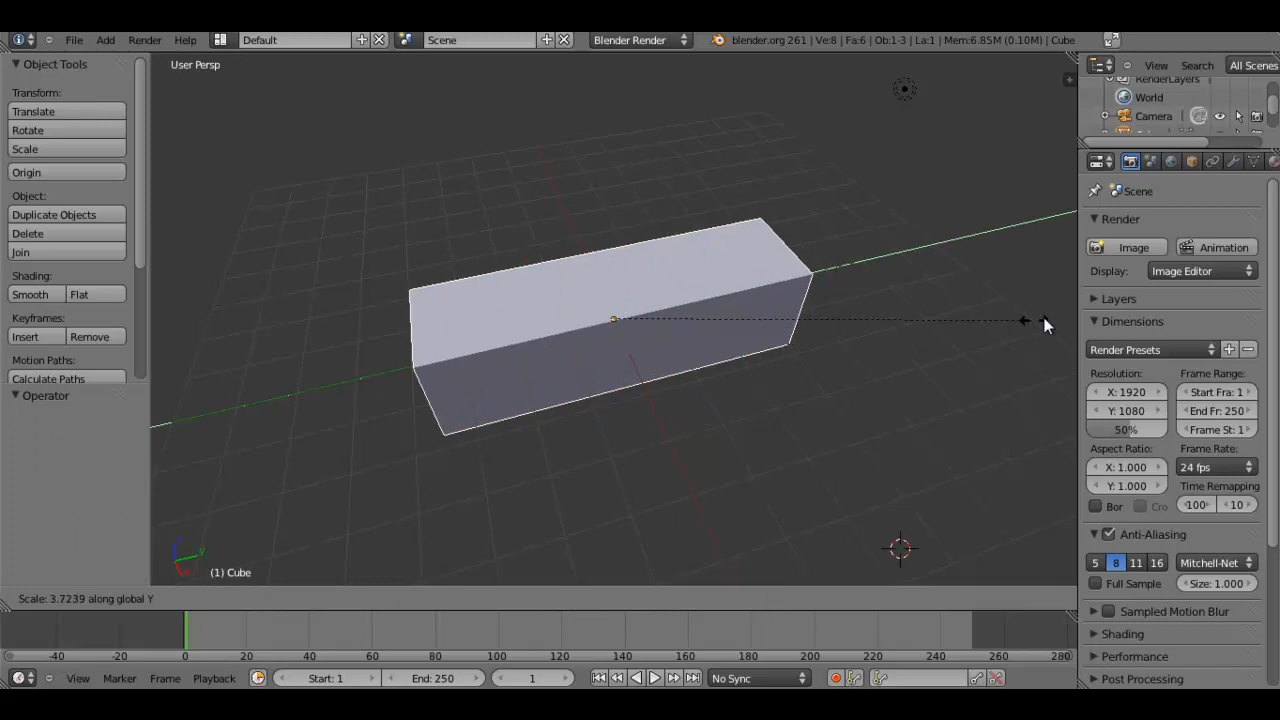 File Add Render Help Default Scene Blender Render blender.org 261 | Ve:8 | Fa:6 | Ob:1-3 | La:1 | Mem:6.85M (0.10M) | Cube
Object Tools
Transform:
Translate
Rotate
Scale
Origin
Object:
Duplicate Objects
Delete
Join
Shading:
Smooth Flat
Keyframes:
Insert Remove
Motion Paths:
Calculate Paths
Operator
User Persp
y
(1) Cube
Scale: 3.7239 along global Y
View Search All Scenes
RenderLayers
World
Camera
Scene
Render
Image Animation
Display: Image Editor
Layers
Dimensions
Render Presets
Resolution: Frame Range:
X: 1920 Start Fra: 1
Y: 1080 End Fr: 250
50% Frame St: 1
Aspect Ratio: Frame Rate:
X: 1.000 24 fps
Y: 1.000 Time Remapping
Bor Cro 100 10
Anti-Aliasing
5 8 11 16 Mitchell-Net
Full Sample Size: 1.000
Sampled Motion Blur
Shading
Performance
Post Processing
-40 -20 0 20 40 60 80 100 120 140 160 180 200 220 240 260 280
View Marker Frame Playback Start: 1 End: 250 1 No Sync